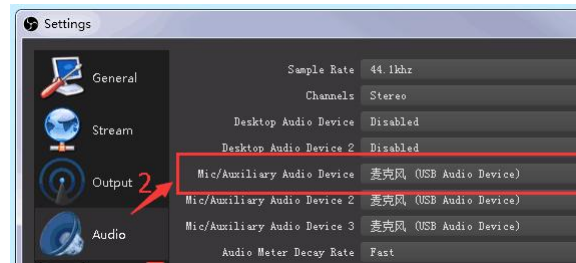 Settings
General
Sample Rate 44.1khz
Channels Stereo
Stream
Desktop Audio Device Disabled
Desktop Audio Device 2 Disabled
Output 2
Mic/Auxiliary Audio Device 麦克风 (USB Audio Device)
Mic/Auxiliary Audio Device 2 麦克风 (USB Audio Device)
Audio
Mic/Auxiliary Audio Device 3 麦克风 (USB Audio Device)
Audio Meter Decay Rate Fast